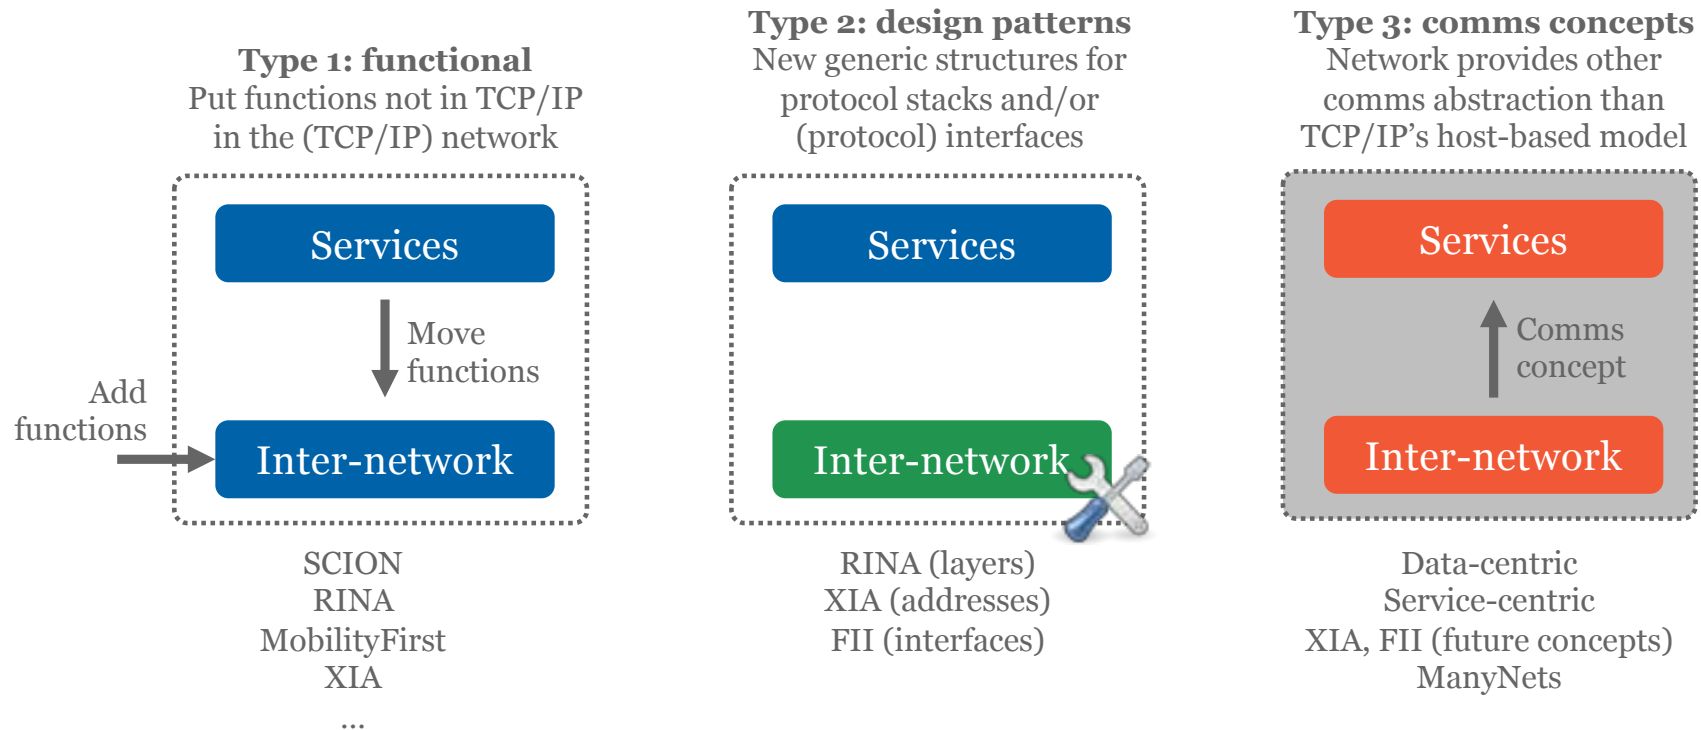 Type 1: functional
Put functions not in TCP/IP
in the (TCP/IP) network
Services
Move
functions
Add
functions
Inter-network
SCION
RINA
MobilityFirst
XIA
...
Type 2: design patterns
New generic structures for
protocol stacks and/or
(protocol) interfaces
Services
Inter-network
RINA (layers)
XIA (addresses)
FII (interfaces)
Type 3: comms concepts
Network provides other
comms abstraction than
TCP/IP’s host-based model
Services
Comms
concept
Inter-network
Data-centric
Service-centric
XIA, FII (future concepts)
ManyNets